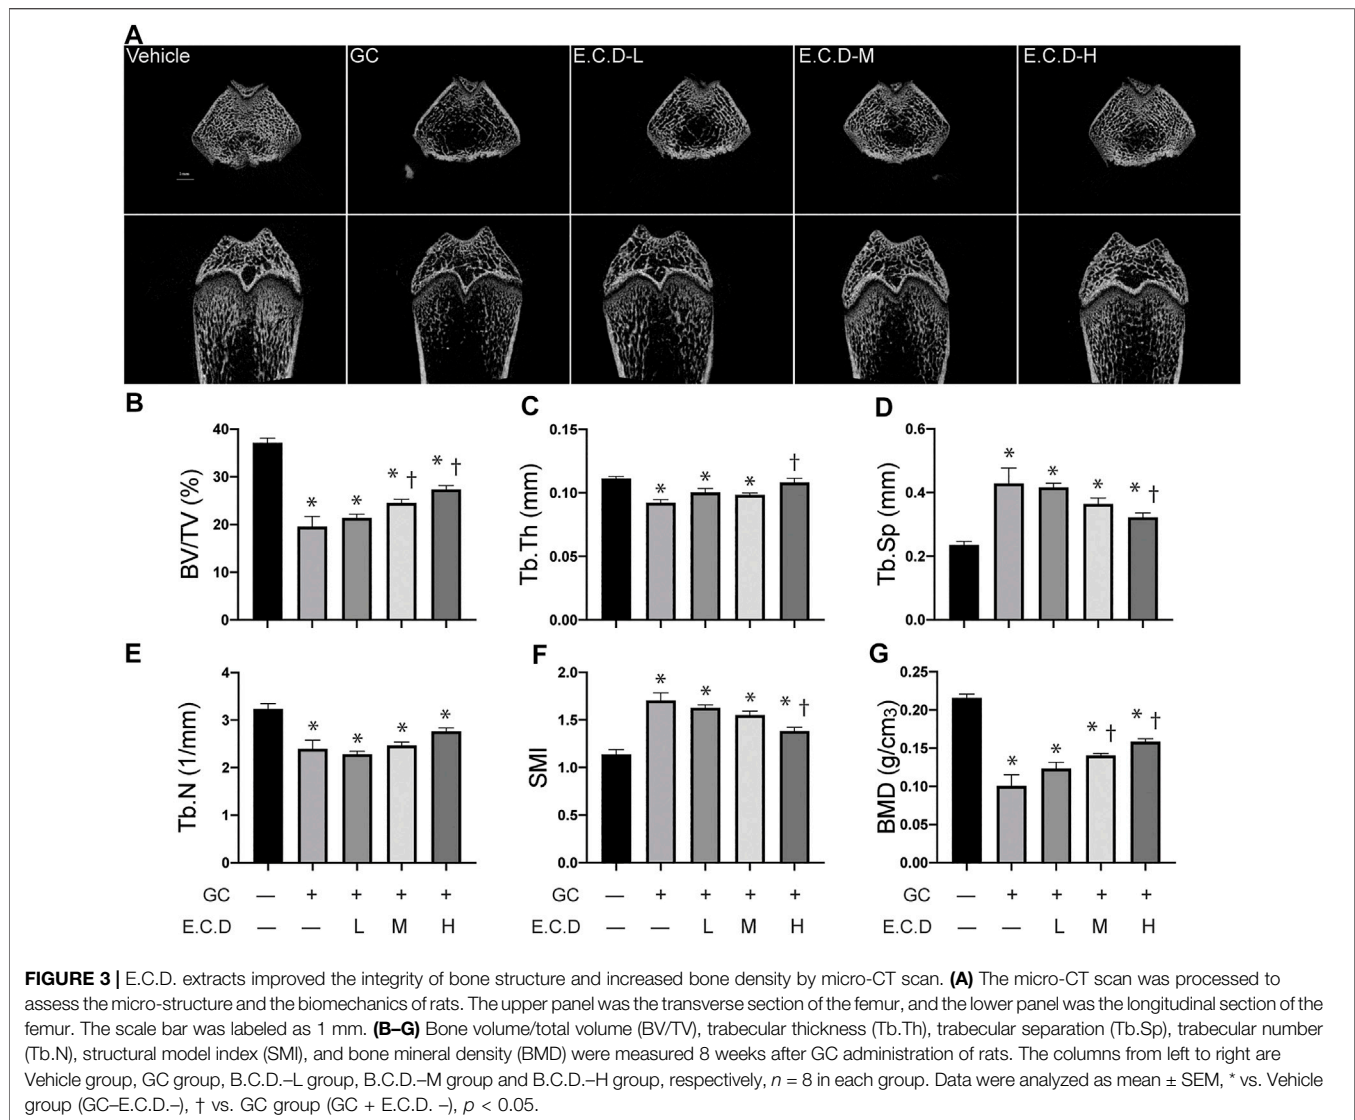 A
Vehicle
GC
E.C.D-L
E.C.D-M
E.C.D-H
1 mm
B
BV/TV (%)
40
30
20
10
0
*
*
* †
* †
C
Tb.Th (mm)
0.15
0.10
0.05
0.00
*
*
*
†
D
Tb.Sp (mm)
0.6
0.4
0.2
0.0
*
*
*
* †
E
Tb.N (1/mm)
4
3
2
1
0
*
*
*
*
F
SMI
2.0
1.5
1.0
0.5
0.0
*
*
*
* †
G
BMD (g/cm3)
0.25
0.20
0.15
0.10
0.05
0.00
*
*
* †
* †
GC — + + + +
E.C.D — — L M H
GC — + + + +
E.C.D — — L M H
GC — + + + +
E.C.D — — L M H
FIGURE 3 | E.C.D. extracts improved the integrity of bone structure and increased bone density by micro-CT scan. (A) The micro-CT scan was processed to
assess the micro-structure and the biomechanics of rats. The upper panel was the transverse section of the femur, and the lower panel was the longitudinal section of the
femur. The scale bar was labeled as 1 mm. (B–G) Bone volume/total volume (BV/TV), trabecular thickness (Tb.Th), trabecular separation (Tb.Sp), trabecular number
(Tb.N), structural model index (SMI), and bone mineral density (BMD) were measured 8 weeks after GC administration of rats. The columns from left to right are
Vehicle group, GC group, B.C.D.–L group, B.C.D.–M group and B.C.D.–H group, respectively, n = 8 in each group. Data were analyzed as mean ± SEM, * vs. Vehicle
group (GC–E.C.D.–), † vs. GC group (GC + E.C.D. –), p < 0.05.